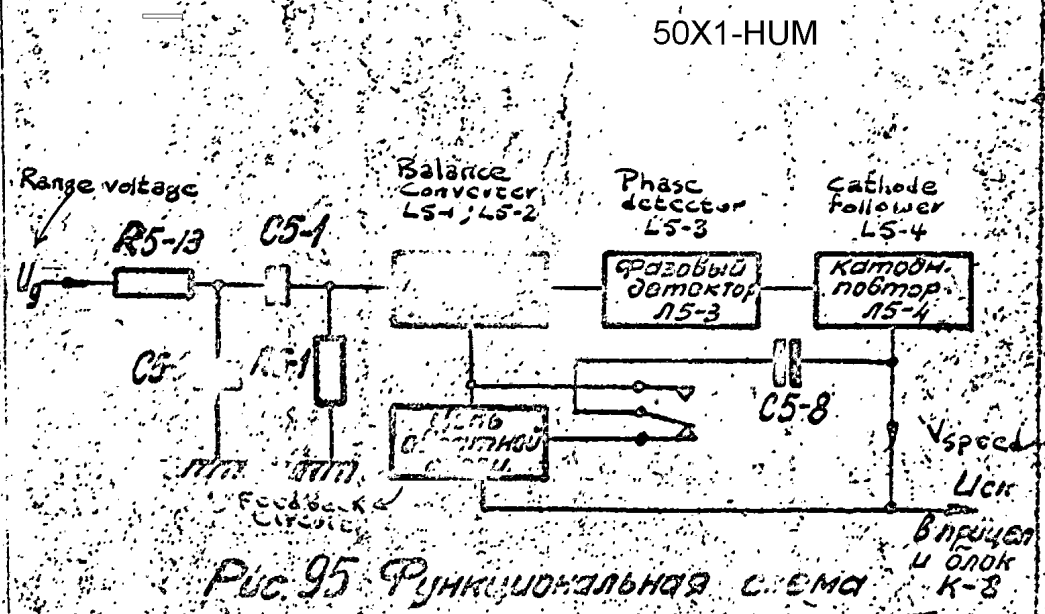 50X1-HUM
Range voltage
Balance
Converter
L5-1; L5-2
Phase
detector
L5-3
Cathode
follower
L5-4
R5-13
C5-1
Uд
Фазовый
детектор
Л5-3
катодн.
повтор.
Л5-4
C5-8
Цепь
Feedback
Circuit
Vspeed
Uск
в прицел
и блок
К-8
Рис. 95 Функциональная